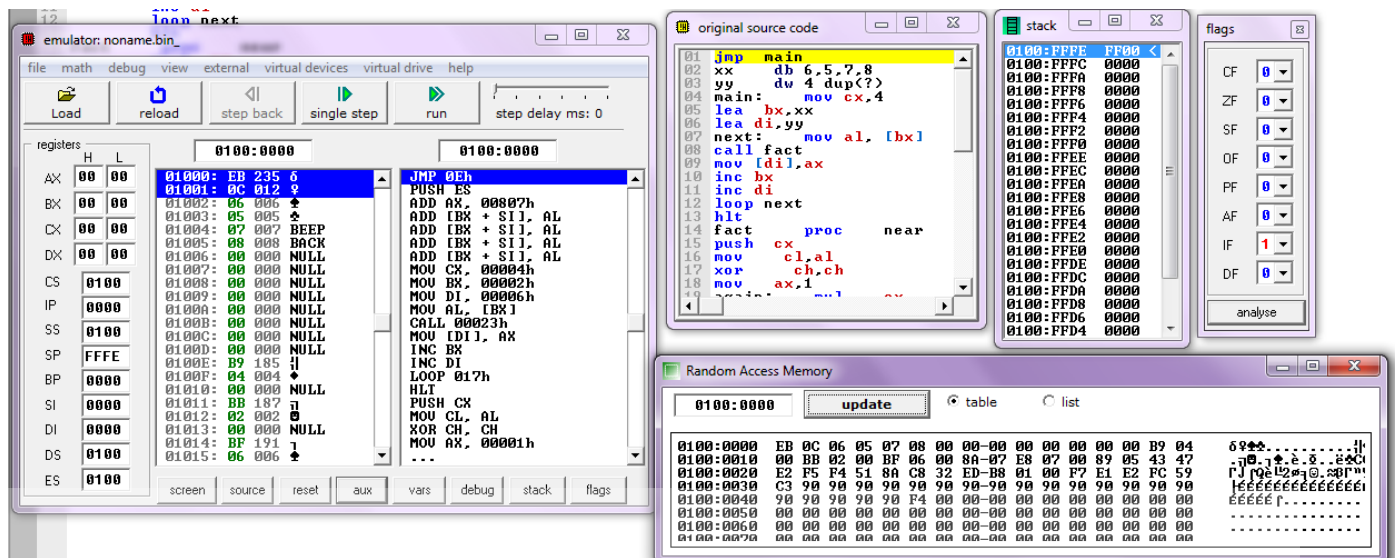 12 loop next
emulator: noname.bin_
file math debug view external virtual devices virtual drive help
Load reload step back single step run step delay ms: 0
registers
H L
0100:0000 0100:0000
AX 00 00
BX 00 00
CX 00 00
DX 00 00
CS 0100
IP 0000
SS 0100
SP FFFE
BP 0000
SI 0000
DI 0000
DS 0100
ES 0100
01000: EB 235 δ
01001: 0C 012 ♀
01002: 06 006 ♠
01003: 05 005 ♣
01004: 07 007 BEEP
01005: 08 008 BACK
01006: 00 000 NULL
01007: 00 000 NULL
01008: 00 000 NULL
01009: 00 000 NULL
0100A: 00 000 NULL
0100B: 00 000 NULL
0100C: 00 000 NULL
0100D: 00 000 NULL
0100E: B9 185 ╣
0100F: 04 004 ♦
01010: 00 000 NULL
01011: BB 187 ╗
01012: 02 002 ☻
01013: 00 000 NULL
01014: BF 191 ┐
01015: 06 006 ♠
JMP 0Eh
PUSH ES
ADD AX, 00807h
ADD [BX + SI], AL
ADD [BX + SI], AL
ADD [BX + SI], AL
ADD [BX + SI], AL
MOV CX, 00004h
MOV BX, 00002h
MOV DI, 00006h
MOV AL, [BX]
CALL 00023h
MOV [DI], AX
INC BX
INC DI
LOOP 017h
HLT
PUSH CX
MOV CL, AL
XOR CH, CH
MOV AX, 00001h
...
screen source reset aux vars debug stack flags
original source code
01 jmp main
02 xx db 6,5,7,8
03 yy dw 4 dup(?)
04 main: mov cx,4
05 lea bx,xx
06 lea di,yy
07 next: mov al, [bx]
08 call fact
09 mov [di],ax
10 inc bx
11 inc di
12 loop next
13 hlt
14 fact proc near
15 push cx
16 mov cl,al
17 xor ch,ch
18 mov ax,1
19 again: mul cx
stack
0100:FFFE FF00 <
0100:FFFC 0000
0100:FFFA 0000
0100:FFF8 0000
0100:FFF6 0000
0100:FFF4 0000
0100:FFF2 0000
0100:FFF0 0000
0100:FFEE 0000
0100:FFEC 0000
0100:FFEA 0000
0100:FFE8 0000
0100:FFE6 0000
0100:FFE4 0000
0100:FFE2 0000
0100:FFE0 0000
0100:FFDE 0000
0100:FFDC 0000
0100:FFDA 0000
0100:FFD8 0000
0100:FFD6 0000
0100:FFD4 0000
flags
CF 0
ZF 0
SF 0
OF 0
PF 0
AF 0
IF 1
DF 0
analyse
Random Access Memory
0100:0000 update table list
0100:0000 EB 0C 06 05 07 08 00 00-00 00 00 00 00 00 B9 04
0100:0010 00 BB 02 00 BF 06 00 8A-07 E8 07 00 89 05 43 47
0100:0020 E2 F5 F4 51 8A C8 32 ED-B8 01 00 F7 E1 E2 FC 59
0100:0030 C3 90 90 90 90 90 90 90-90 90 90 90 90 90 90 90
0100:0040 90 90 90 90 90 F4 00 00-00 00 00 00 00 00 00 00
0100:0050 00 00 00 00 00 00 00 00-00 00 00 00 00 00 00 00
0100:0060 00 00 00 00 00 00 00 00-00 00 00 00 00 00 00 00
0100:0070 00 00 00 00 00 00 00 00-00 00 00 00 00 00 00 00